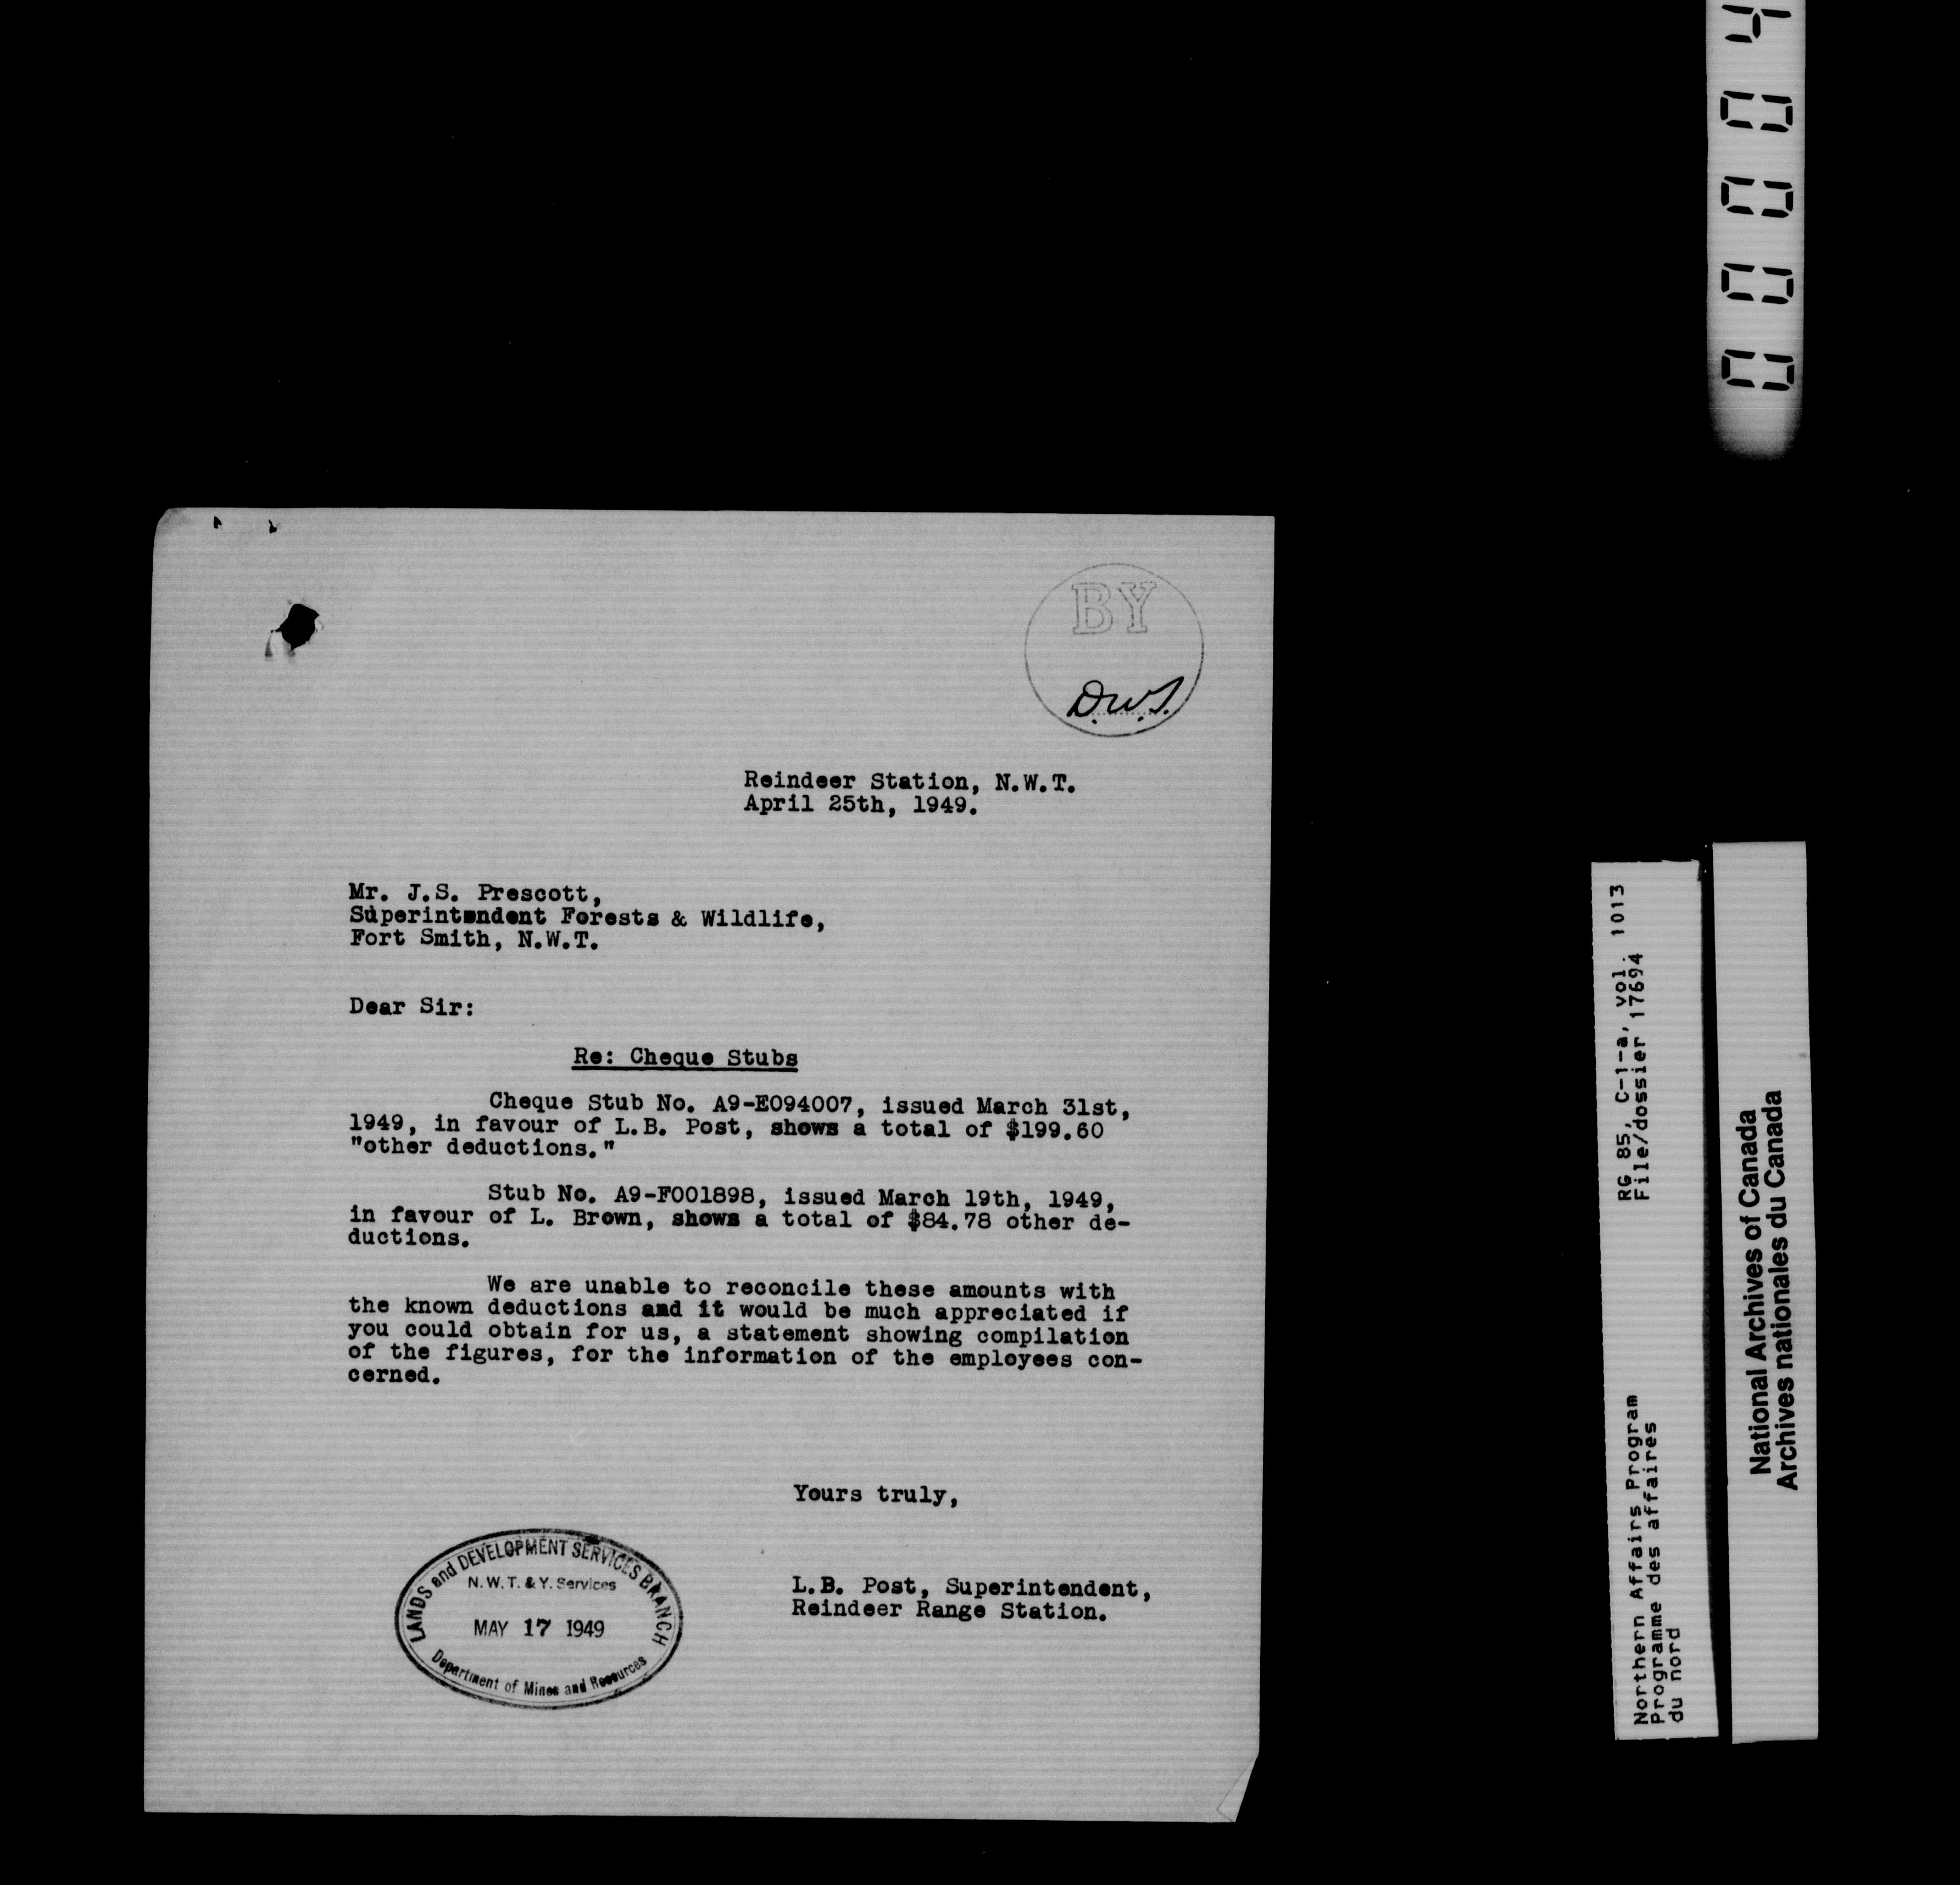 BY
D.W.T.
Reindeer Station, N.W.T.
April 25th, 1949.
Mr. J.S. Prescott,
Superintendent Forests & Wildlife,
Fort Smith, N.W.T.
Dear Sir:
Re: Cheque Stubs
Cheque Stub No. A9-E094007, issued March 31st,
1949, in favour of L.B. Post, shows a total of $199.60
"other deductions."
Stub No. A9-F001898, issued March 19th, 1949,
in favour of L. Brown, shows a total of $84.78 other de-
ductions.
We are unable to reconcile these amounts with
the known deductions and it would be much appreciated if
you could obtain for us, a statement showing compilation
of the figures, for the information of the employees con-
cerned.
Yours truly,
L.B. Post, Superintendent,
Reindeer Range Station.
LANDS and DEVELOPMENT SERVICES BRANCH
N.W.T. & Y. Services
MAY 17 1949
Department of Mines and Resources
00004
RG 85, C-1-a, vol. 1013
File/dossier 17694
Northern Affairs Program
Programme des affaires
du nord
National Archives of Canada
Archives nationales du Canada